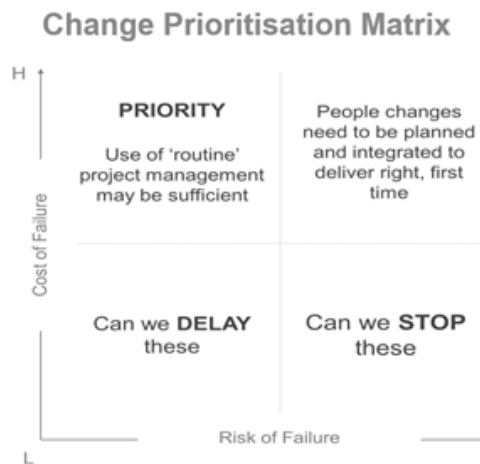 Change Prioritisation Matrix
H
PRIORITY
Use of ‘routine’
project management
may be sufficient
People changes
need to be planned
and integrated to
deliver right, first
time
Cost of Failure
Can we DELAY
these
Can we STOP
these
Risk of Failure
L